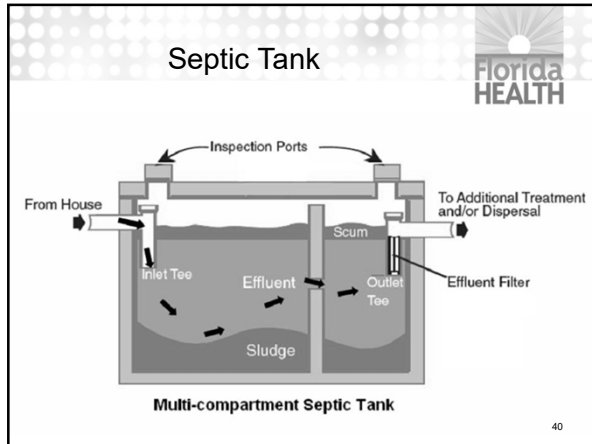 Septic Tank
Florida
HEALTH
Inspection Ports
From House
To Additional Treatment
and/or Dispersal
Scum
Inlet Tee
Effluent
Outlet
Tee
Effluent Filter
Sludge
Multi-compartment Septic Tank
40